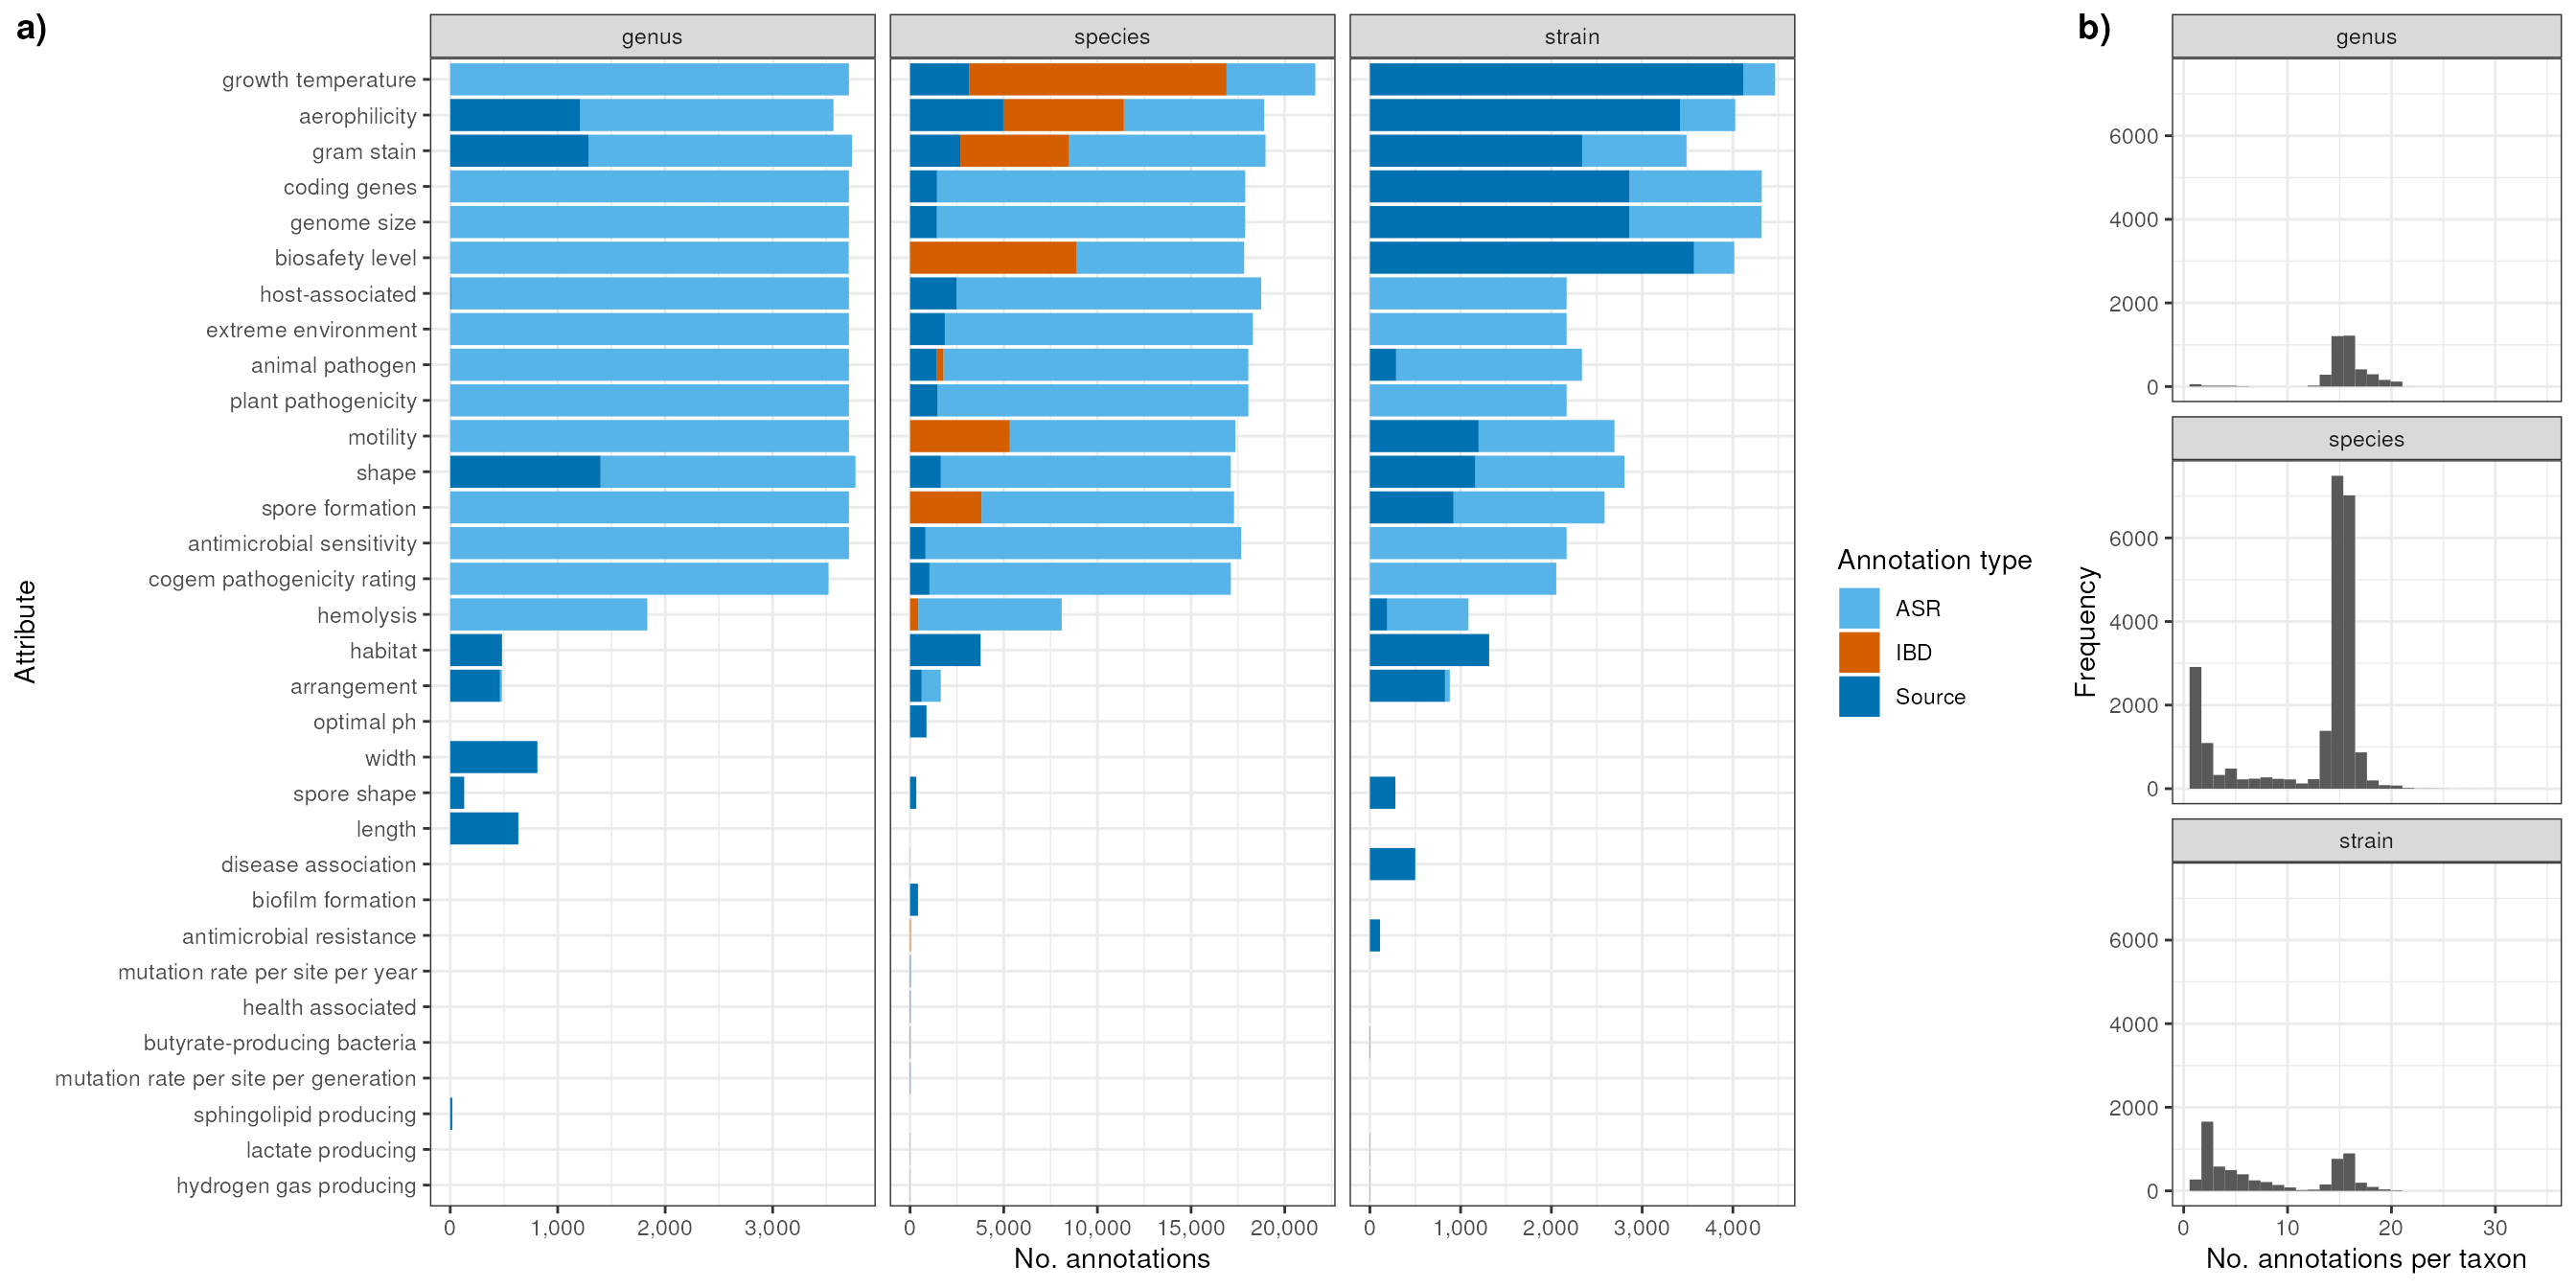 a)
genus
species
strain
Attribute
growth temperature
aerophilicity
gram stain
coding genes
genome size
biosafety level
host-associated
extreme environment
animal pathogen
plant pathogenicity
motility
shape
spore formation
antimicrobial sensitivity
cogem pathogenicity rating
hemolysis
habitat
arrangement
optimal ph
width
spore shape
length
disease association
biofilm formation
antimicrobial resistance
mutation rate per site per year
health associated
butyrate-producing bacteria
mutation rate per site per generation
sphingolipid producing
lactate producing
hydrogen gas producing
0 1,000 2,000 3,000
0 5,000 10,000 15,000 20,000
0 1,000 2,000 3,000 4,000
No. annotations
Annotation type
ASR
IBD
Source
b)
Frequency
genus
6000
4000
2000
0
species
6000
4000
2000
0
strain
6000
4000
2000
0
0 10 20 30
No. annotations per taxon